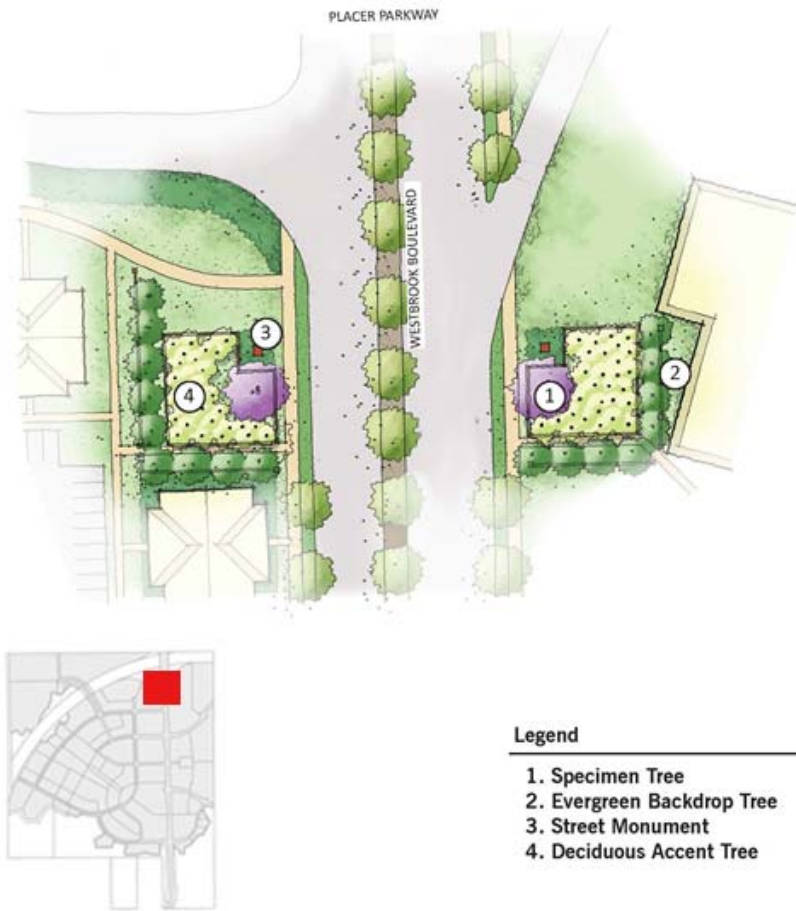 PLACER PARKWAY
WESTBROOK BOULEVARD
3
4
1
2
Legend
1. Specimen Tree
2. Evergreen Backdrop Tree
3. Street Monument
4. Deciduous Accent Tree